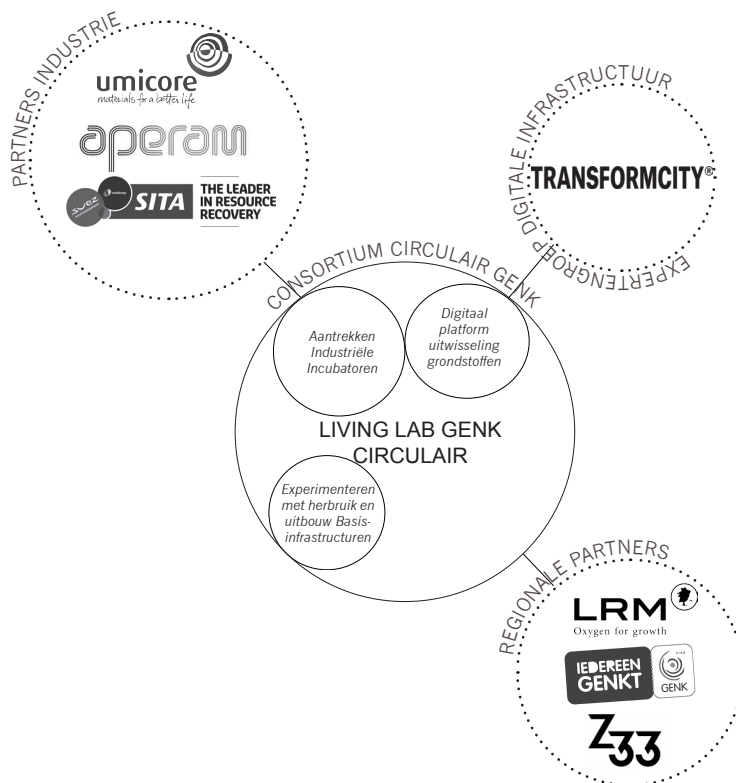 PARTNERS INDUSTRIE
umicore
materials for a better life
aperam
suez
SITA
THE LEADER
IN RESOURCE
RECOVERY
EXPERTENGROEP DIGITALE INFRASTRUCTUUR
TRANSFORMCITY®
CONSORTIUM CIRCULAIR GENK
Aantrekken
Industriële
Incubatoren
Digitaal
platform
uitwisseling
grondstoffen
LIVING LAB GENK
CIRCULAIR
Experimenteren
met herbruik en
uitbouw Basis-
infrastructuren
REGIONALE PARTNERS
LRM
Oxygen for growth
IEDEREEN
GENKT
stad
GENK
Z33